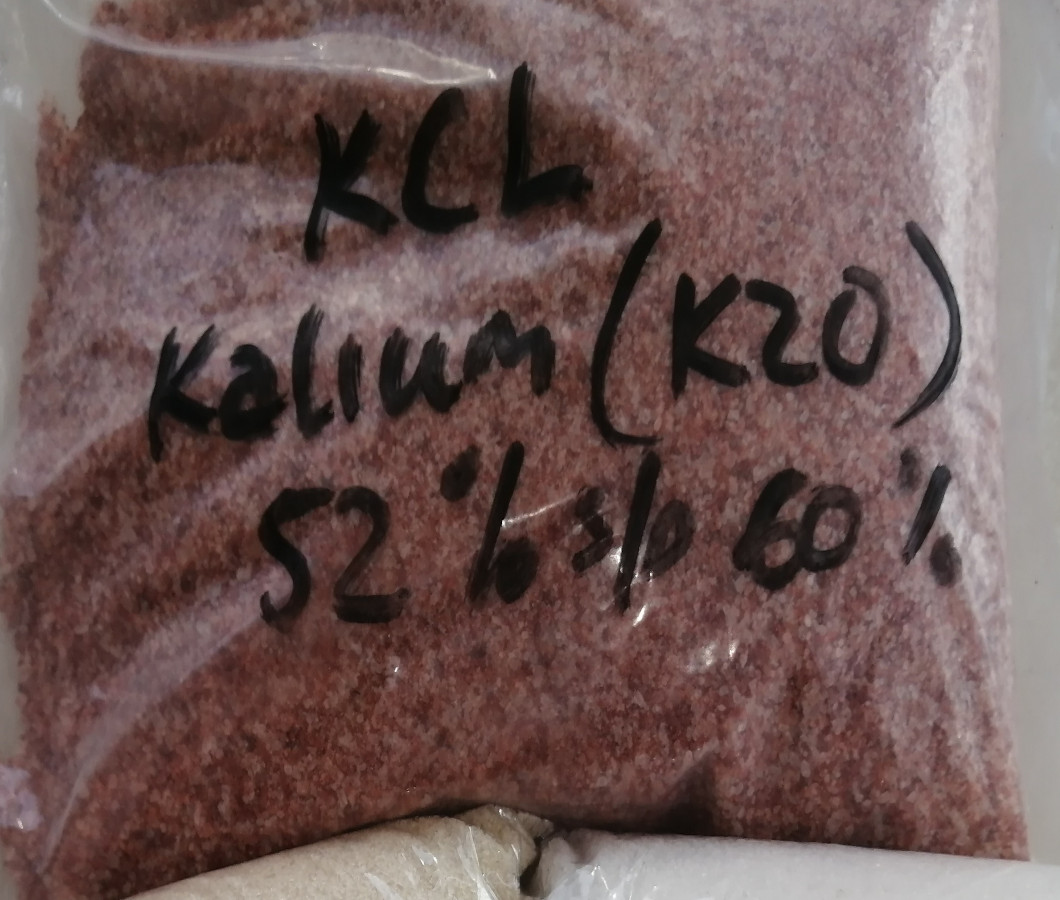 KCL
Kalium (K2O)
52 % s/p 60 %